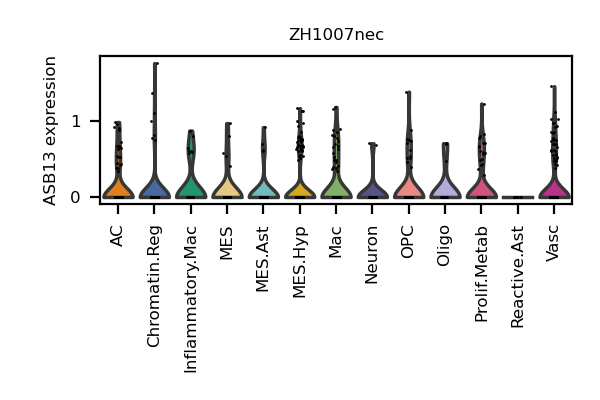 ZH1007nec
ASB13 expression
1
0
AC
Chromatin.Reg
Inflammatory.Mac
MES
MES.Ast
MES.Hyp
Mac
Neuron
OPC
Oligo
Prolif.Metab
Reactive.Ast
Vasc